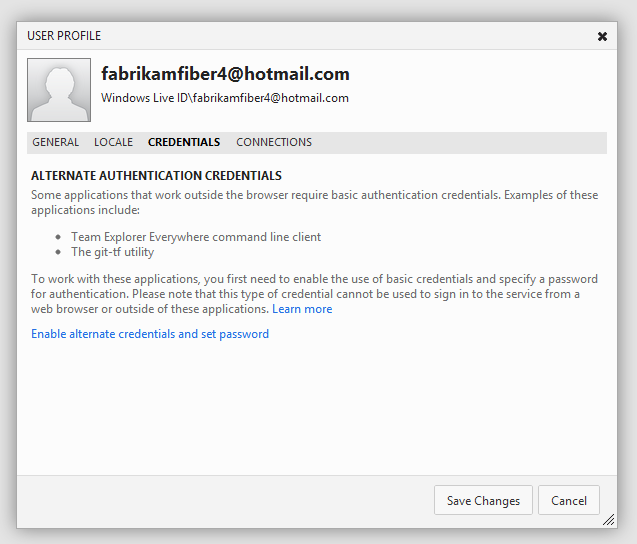 USER PROFILE
fabrikamfiber4@hotmail.com
Windows Live ID\fabrikamfiber4@hotmail.com
GENERAL LOCALE CREDENTIALS CONNECTIONS
ALTERNATE AUTHENTICATION CREDENTIALS
Some applications that work outside the browser require basic authentication credentials. Examples of these
applications include:
• Team Explorer Everywhere command line client
• The git-tf utility
To work with these applications, you first need to enable the use of basic credentials and specify a password
for authentication. Please note that this type of credential cannot be used to sign in to the service from a
web browser or outside of these applications. Learn more
Enable alternate credentials and set password
Save Changes Cancel